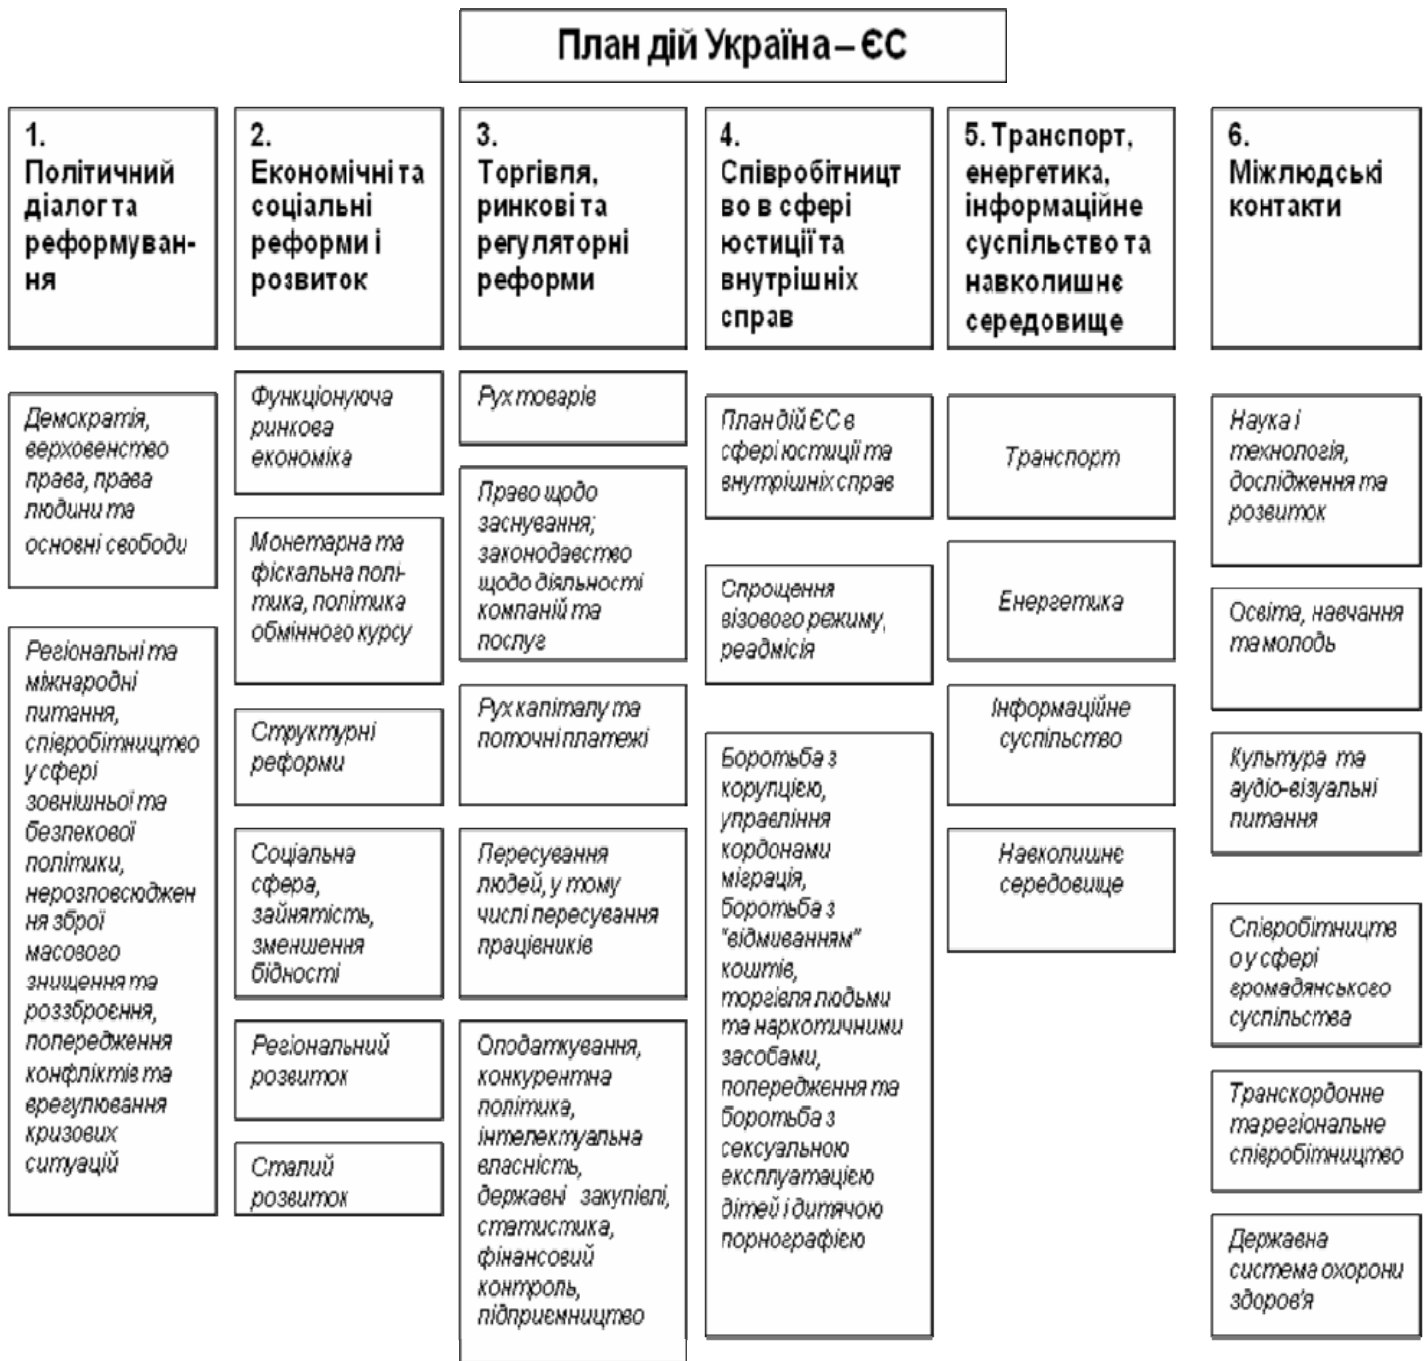 План дій Україна – ЄС
1.
Політичний
діалог та
реформуван-
ня
2.
Економічні та
соціальні
реформи і
розвиток
3.
Торгівля,
ринкові та
регуляторні
реформи
4.
Співробітницт
во в сфері
юстиції та
внутрішніх
справ
5. Транспорт,
енергетика,
інформаційне
суспільство та
навколишнє
середовище
6.
Міжлюдські
контакти
Демократія,
верховенство
права, права
людини та
основні свободи
Регіональні та
міжнародні
питання,
співробітництво
у сфері
зовнішньої та
безпекової
політики,
нерозповсюджен
ня зброї
масового
знищення та
роззброєння,
попередження
конфліктів та
врегулювання
кризових
ситуацій
Функціонуюча
ринкова
економіка
Монетарна та
фіскальна полі-
тика, політика
обмінного курсу
Структурні
реформи
Соціальна
сфера,
зайнятість,
зменшення
бідності
Регіональний
розвиток
Сталий
розвиток
Рух товарів
Право щодо
заснування;
законодавство
щодо діяльності
компаній та
послуг
Рух капіталу та
поточні платежі
Пересування
людей, у тому
числі пересування
працівників
Оподаткування,
конкурентна
політика,
інтелектуальна
власність,
державні закупівлі,
статистика,
фінансовий
контроль,
підприємництво
План дій ЄС в
сфері юстиції та
внутрішніх справ
Спрощення
візового режиму,
реадмісія
Боротьба з
корупцією,
управління
кордонами
міграція,
боротьба з
"відмиванням"
коштів,
торгівля людьми
та наркотичними
засобами,
попередження та
боротьба з
сексуальною
експлуатацією
дітей і дитячою
порнографією
Транспорт
Енергетика
Інформаційне
суспільство
Навколишнє
середовище
Наука і
технологія,
дослідження та
розвиток
Освіта, навчання
та молодь
Культура та
аудіо-візуальні
питання
Співробітництв
о у сфері
громадянського
суспільства
Транскордонне
та регіональне
співробітництво
Державна
система охорони
здоров'я